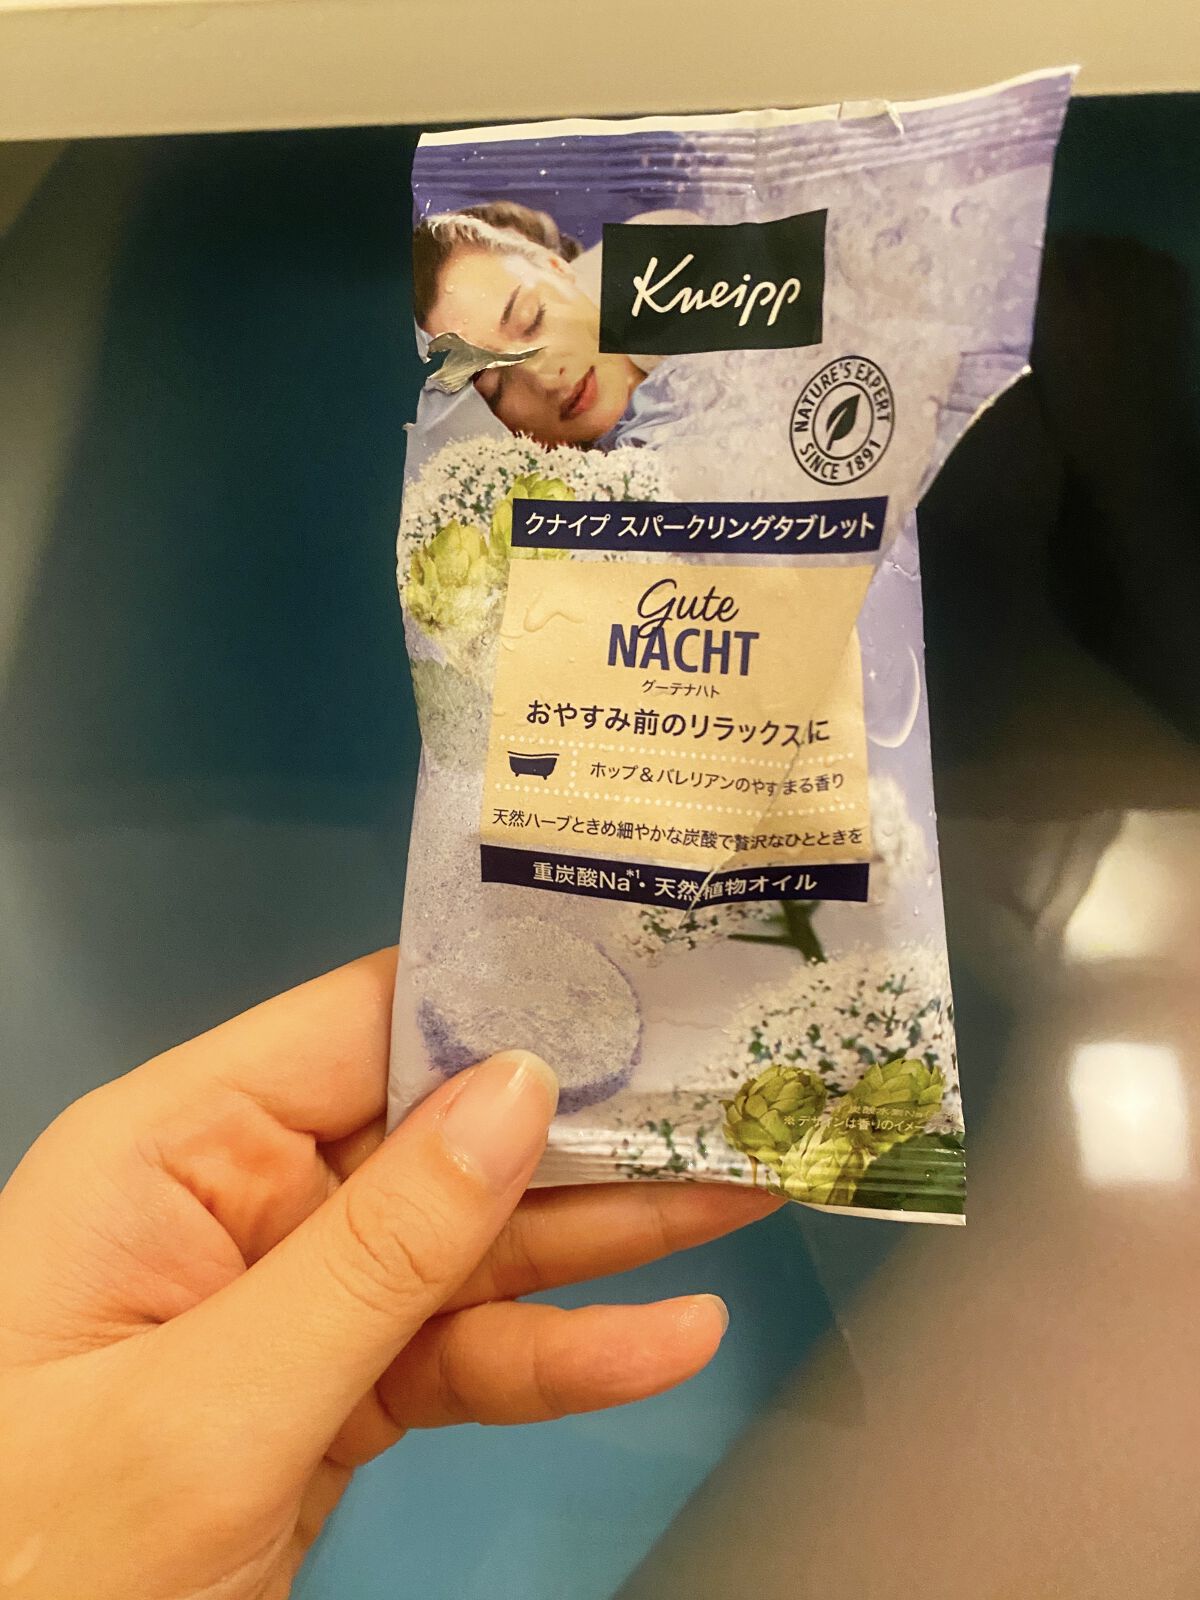 Kneipp
NATURE'S EXPERT
SINCE 1891
クナイプ スパークリングタブレット
Gute
NACHT
グーテナハト
おやすみ前のリラックスに
ホップ&バレリアンのやすまる香り
天然ハーブときめ細やかな炭酸で贅沢なひとときを
重炭酸Na*1・天然植物オイル
※デザインは香りのイメージです。